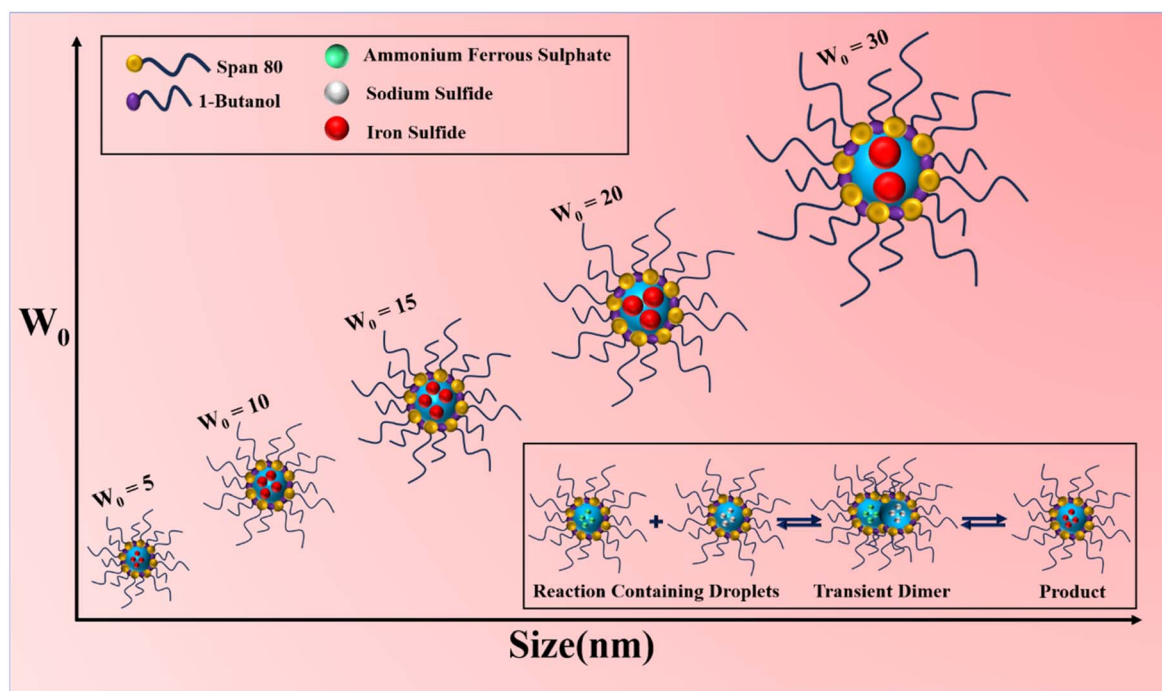 Span 80
1-Butanol
Ammonium Ferrous Sulphate
Sodium Sulfide
Iron Sulfide
W₀ = 30
W₀ = 20
W₀ = 15
W₀ = 10
W₀ = 5
W₀
+
Reaction Containing Droplets
Transient Dimer
Product
Size(nm)